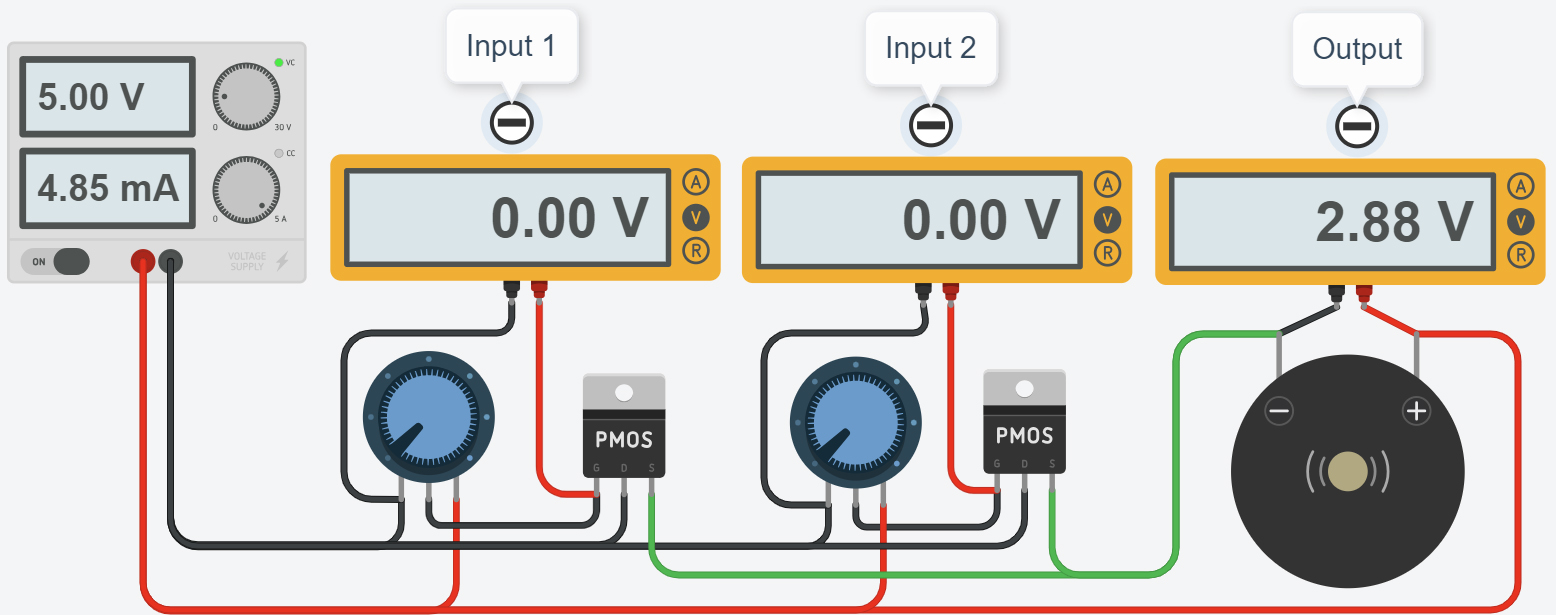 Input 1
Input 2
Output
5.00 V
VC
0
30 V
4.85 mA
CC
0
5 A
ON
VOLTAGE
SUPPLY
0.00 V
A
V
R
0.00 V
A
V
R
2.88 V
A
V
R
PMOS
G D S
PMOS
G D S